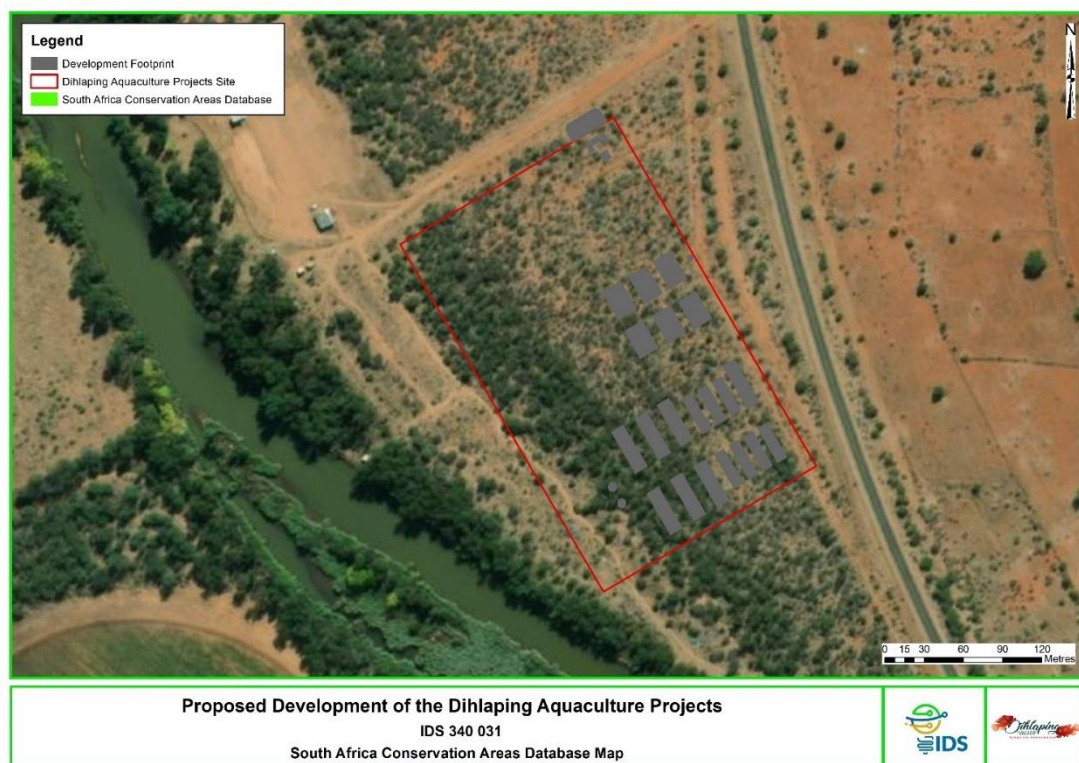 Legend
Development Footprint
Dihlaping Aquaculture Projects Site
South Africa Conservation Areas Database
N
0 15 30 60 90 120
Metres
Proposed Development of the Dihlaping Aquaculture Projects
IDS 340 031
South Africa Conservation Areas Database Map
IDS
Dihlaping